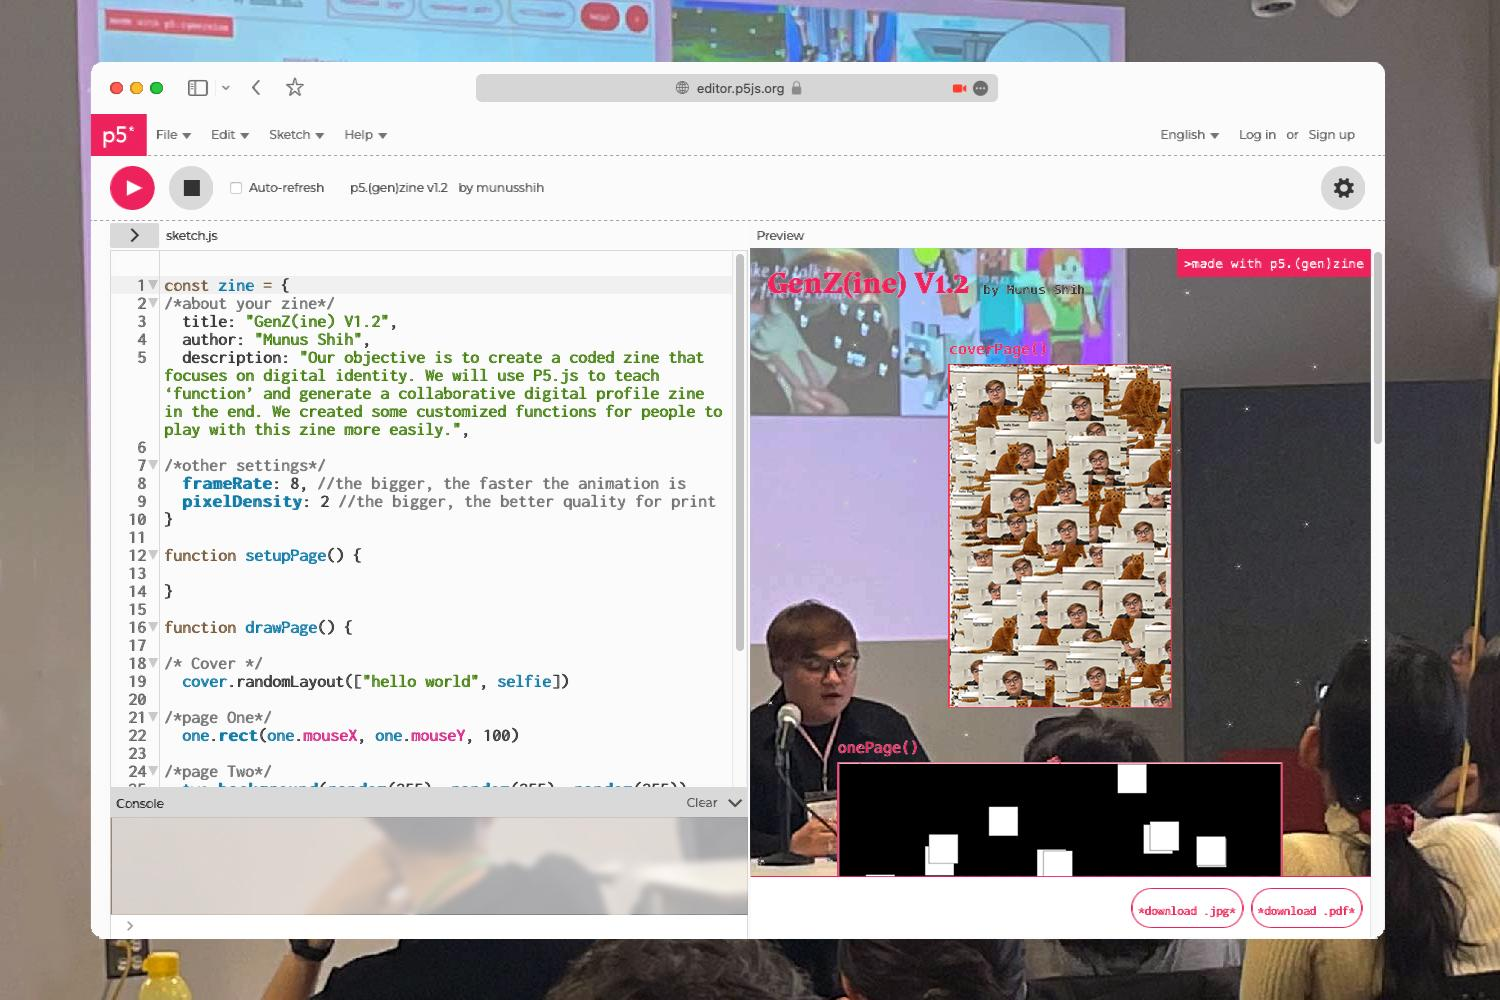 made with p5.(gen)zine
help?
editor.p5js.org
p5*
File Edit Sketch Help
English Log in or Sign up
Auto-refresh p5.(gen)zine v1.2 by munusshih
sketch.js
Preview
1 const zine = {
2 /*about your zine*/
3 title: "GenZ(ine) V1.2",
4 author: "Munus Shih",
5 description: "Our objective is to create a coded zine that
focuses on digital identity. We will use P5.js to teach
‘function’ and generate a collaborative digital profile zine
in the end. We created some customized functions for people to
play with this zine more easily.",
6
7 /*other settings*/
8 frameRate: 8, //the bigger, the faster the animation is
9 pixelDensity: 2 //the bigger, the better quality for print
10 }
11
12 function setupPage() {
13
14 }
15
16 function drawPage() {
17
18 /* Cover */
19 cover.randomLayout(["hello world", selfie])
20
21 /*page One*/
22 one.rect(one.mouseX, one.mouseY, 100)
23
24 /*page Two*/
Console Clear
>
>made with p5.(gen)zine
GenZ(ine) V1.2 by Munus Shih
coverPage()
onePage()
*download .jpg* *download .pdf*